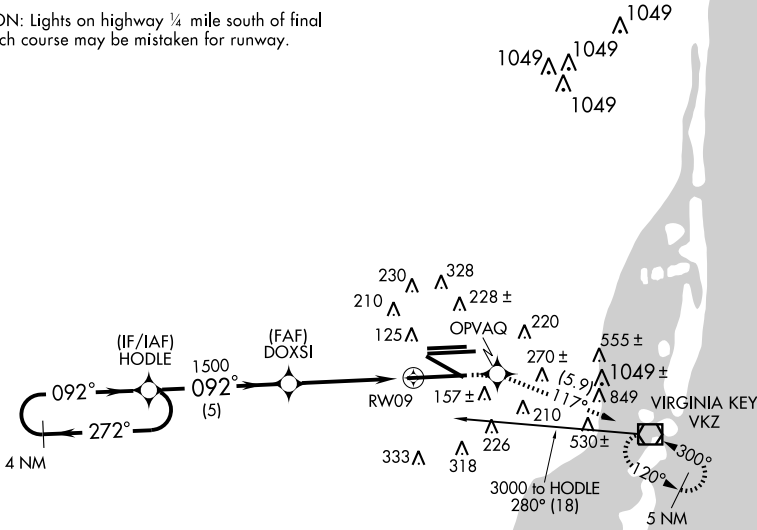 ON: Lights on highway ¼ mile south of final
ch course may be mistaken for runway.
1049
1049
1049
1049
230
328
210
228 ±
125
OPVAQ
220
(IF/IAF)
HODLE
(FAF)
DOXSI
1500
092°
(5)
092°
272°
4 NM
RW09
157 ±
270 ±
(5.9)
117°
555 ±
1049 ±
849
210
226
530 ±
333
318
VIRGINIA KEY
VKZ
300°
120°
5 NM
3000 to HODLE
280° (18)